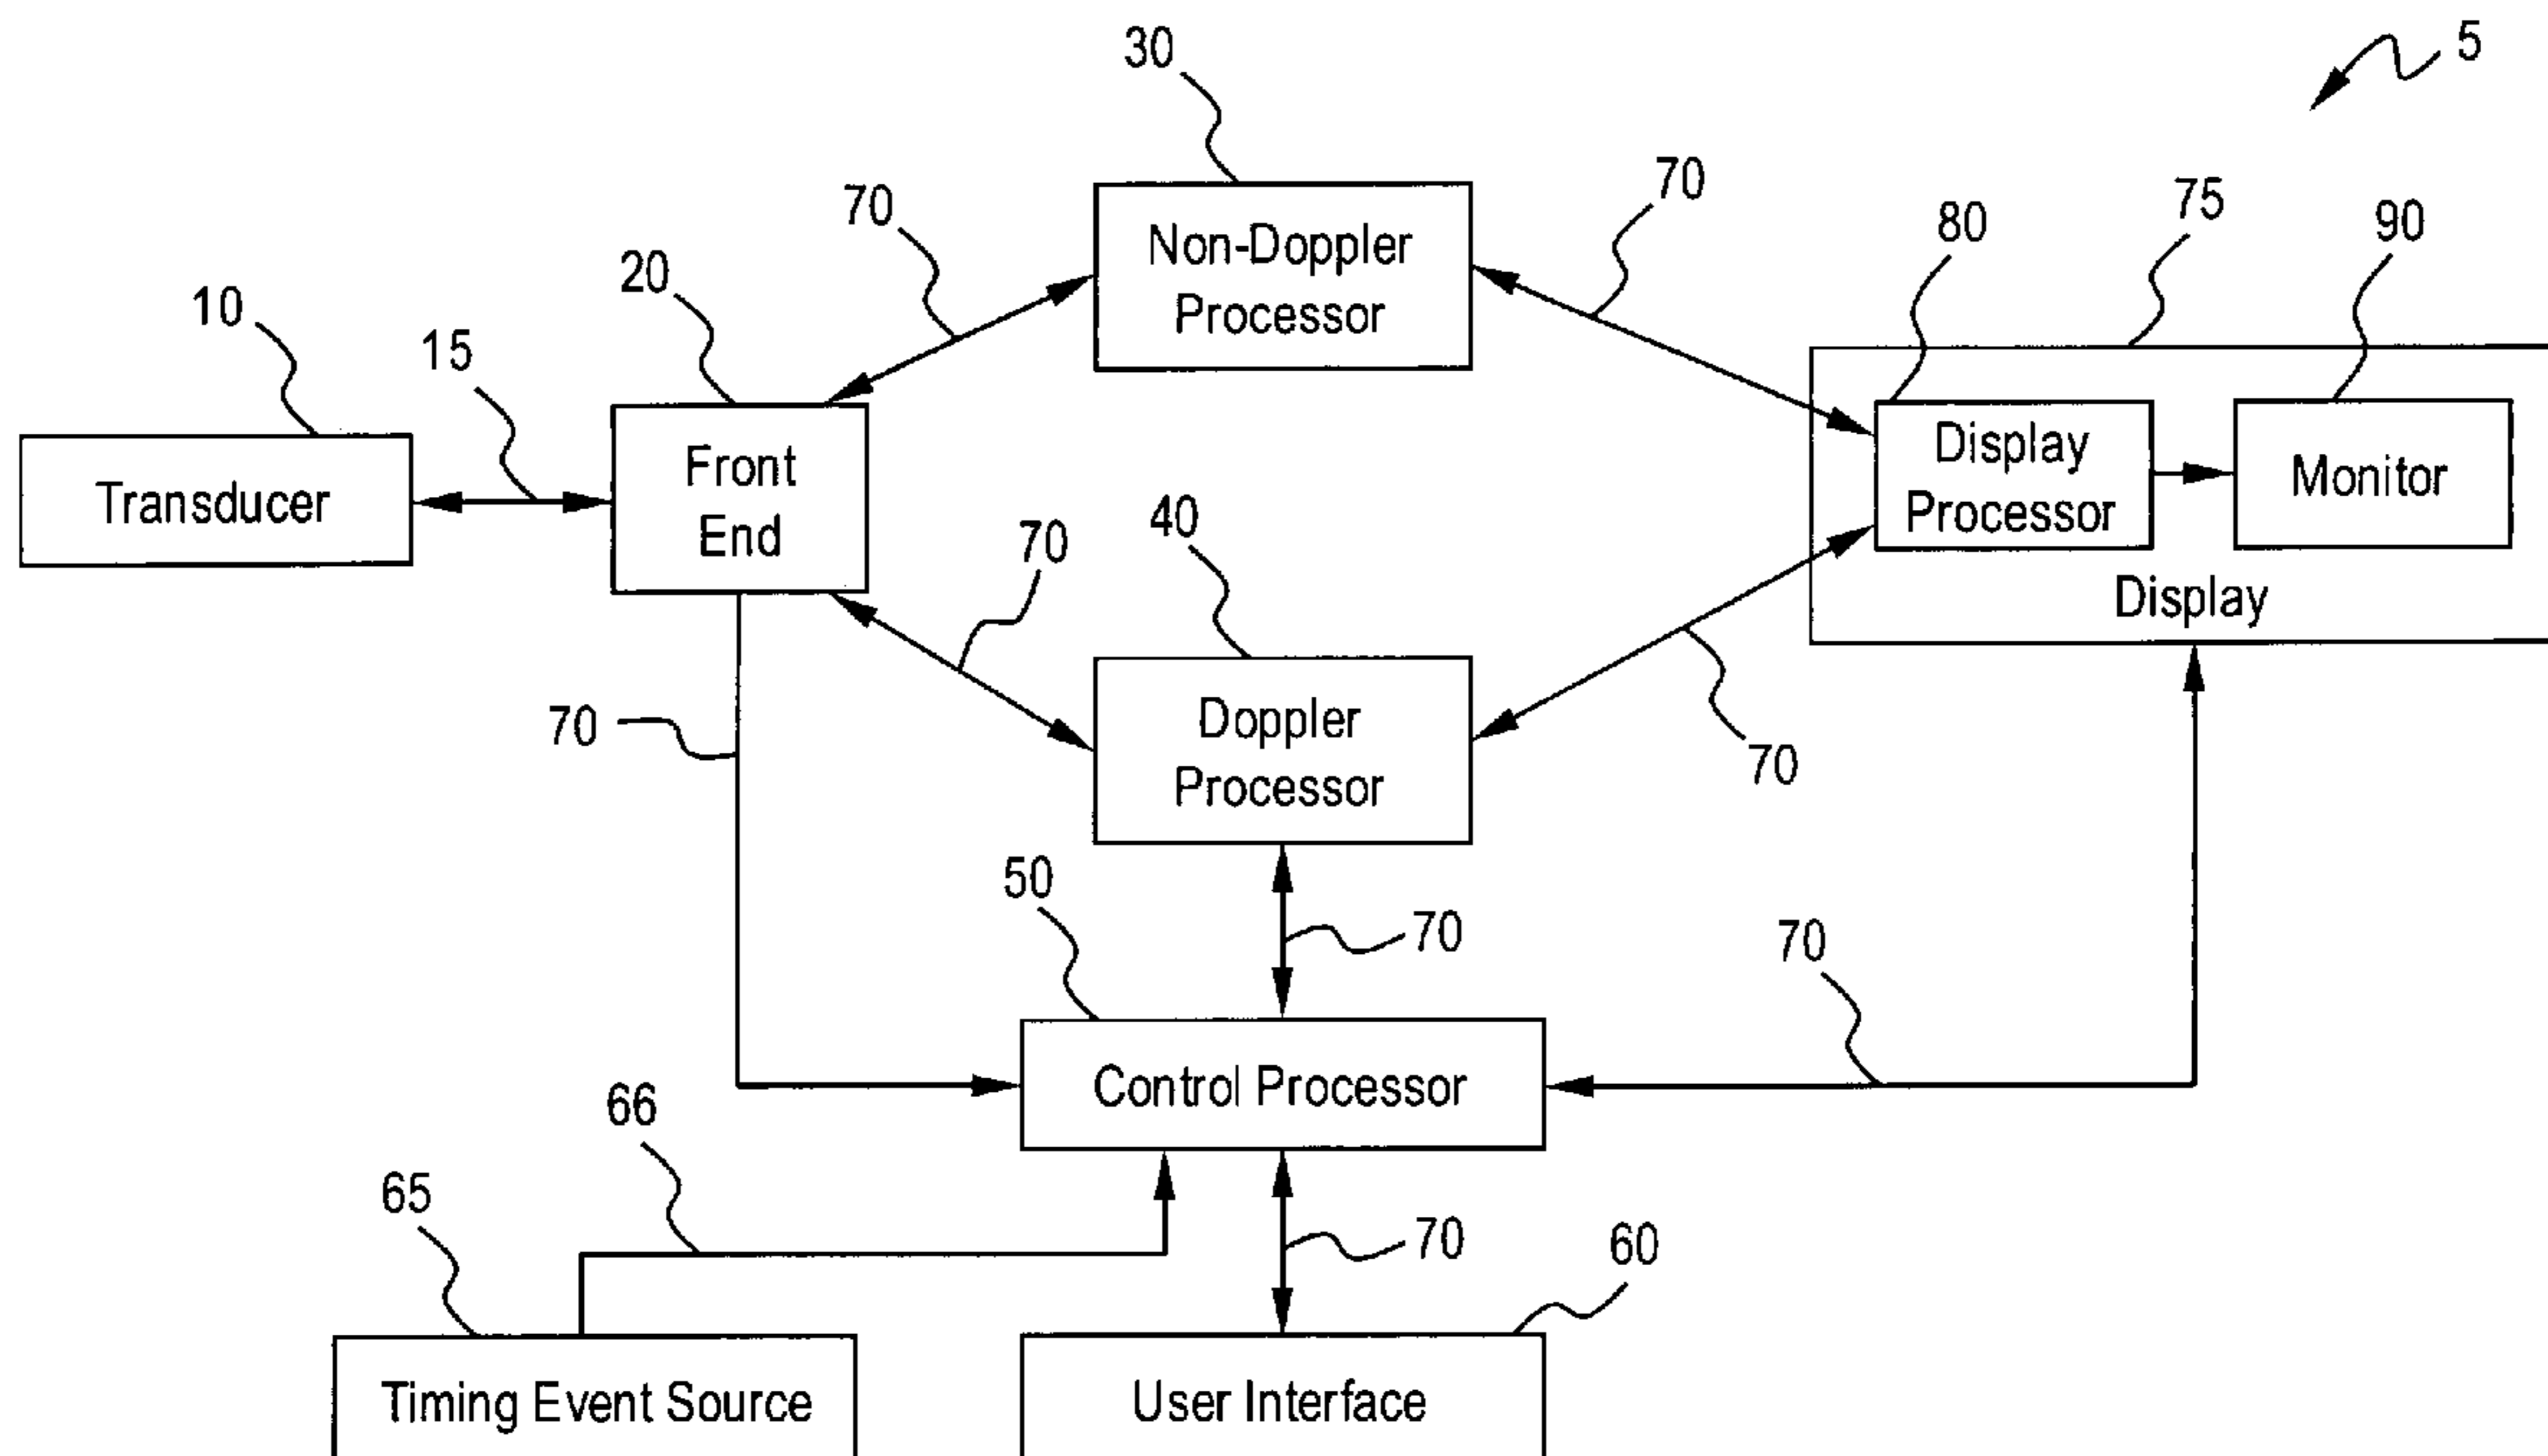 5
30
70
70
75
80
90
20
10
15
Non-Doppler
Processor
Transducer
Front
End
Display
Processor
Monitor
Display
70
40
70
70
Doppler
Processor
50
70
70
Control Processor
66
65
70
60
Timing Event Source
User Interface